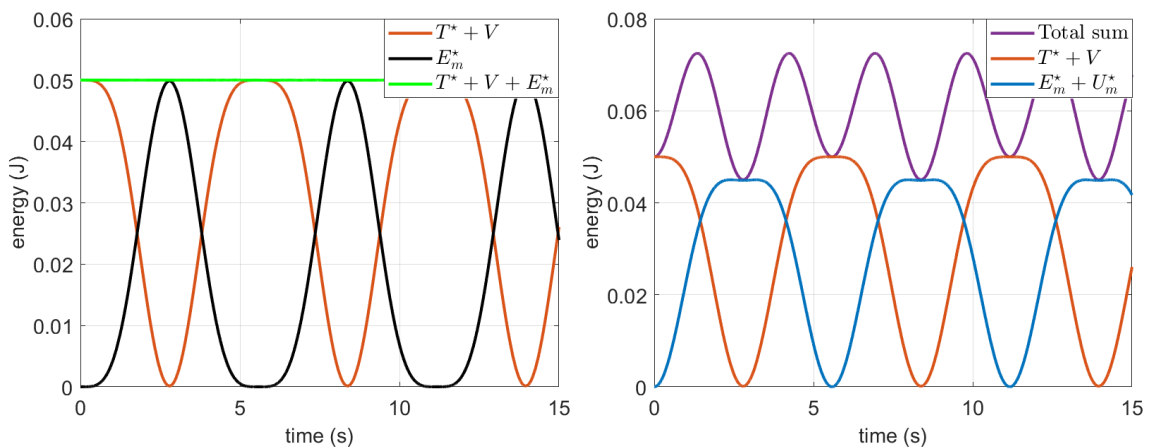 0.06
0.05
0.04
0.03
0.02
0.01
0
energy (J)
0
5
10
15
time (s)
T⋆ + V
E⋆m
T⋆ + V + E⋆m
0.08
0.06
0.04
0.02
0
energy (J)
0
5
10
15
time (s)
Total sum
T⋆ + V
E⋆m + U⋆m